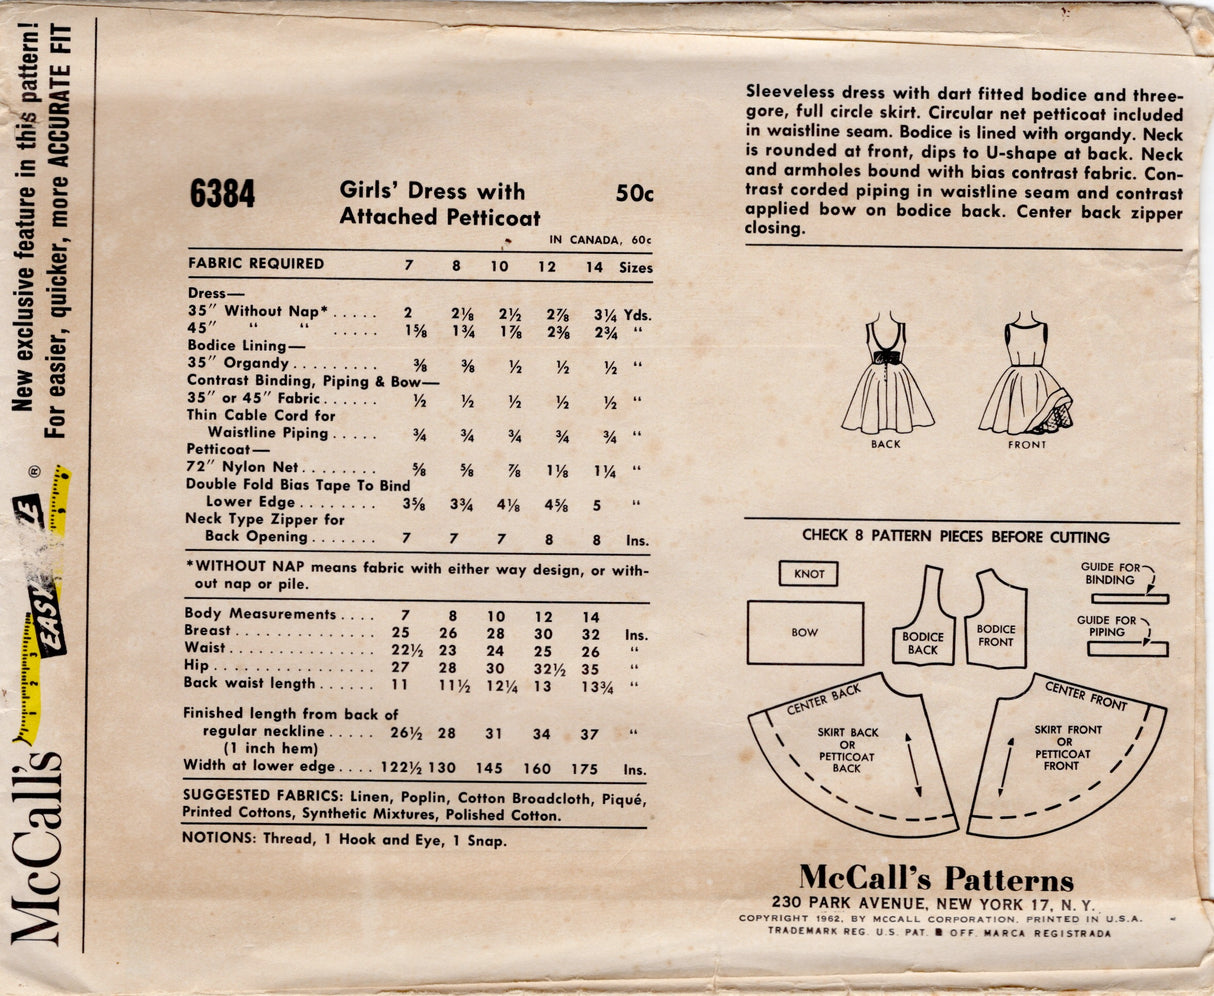 New exclusive feature in this pattern!
For easier, quicker, more ACCURATE FIT
McCall's EASY ®
1 2 3
6384
Girls' Dress with
Attached Petticoat
50c
IN CANADA, 60c
FABRIC REQUIRED 7 8 10 12 14 Sizes
Dress—
35" Without Nap* ..... 2 2⅛ 2½ 2⅞ 3¼ Yds.
45" " " ..... 1⅝ 1¾ 1⅞ 2⅜ 2¾ "
Bodice Lining—
35" Organdy......... ⅜ ⅜ ½ ½ ½ "
Contrast Binding, Piping & Bow—
35" or 45" Fabric...... ½ ½ ½ ½ ½ "
Thin Cable Cord for
Waistline Piping ..... ¾ ¾ ¾ ¾ ¾ "
Petticoat—
72" Nylon Net........ ⅝ ⅝ ⅞ 1⅛ 1¼ "
Double Fold Bias Tape To Bind
Lower Edge........ 3⅝ 3¾ 4⅛ 4⅝ 5 "
Neck Type Zipper for
Back Opening....... 7 7 7 8 8 Ins.
*WITHOUT NAP means fabric with either way design, or with-
out nap or pile.
Body Measurements.... 7 8 10 12 14
Breast.............. 25 26 28 30 32 Ins.
Waist............... 22½ 23 24 25 26 "
Hip................. 27 28 30 32½ 35 "
Back waist length...... 11 11½ 12¼ 13 13¾ "
Finished length from back of
regular neckline ..... 26½ 28 31 34 37 "
(1 inch hem)
Width at lower edge.... 122½ 130 145 160 175 Ins.
SUGGESTED FABRICS: Linen, Poplin, Cotton Broadcloth, Piqué,
Printed Cottons, Synthetic Mixtures, Polished Cotton.
NOTIONS: Thread, 1 Hook and Eye, 1 Snap.
Sleeveless dress with dart fitted bodice and three-
gore, full circle skirt. Circular net petticoat included
in waistline seam. Bodice is lined with organdy. Neck
is rounded at front, dips to U-shape at back. Neck
and armholes bound with bias contrast fabric. Con-
trast corded piping in waistline seam and contrast
applied bow on bodice back. Center back zipper
closing.
BACK
FRONT
CHECK 8 PATTERN PIECES BEFORE CUTTING
KNOT
BOW
BODICE
BACK
BODICE
FRONT
GUIDE FOR
BINDING
GUIDE FOR
PIPING
CENTER BACK
SKIRT BACK
OR
PETTICOAT
BACK
CENTER FRONT
SKIRT FRONT
OR
PETTICOAT
FRONT
McCall's Patterns
230 PARK AVENUE, NEW YORK 17, N. Y.
COPYRIGHT 1962, BY MCCALL CORPORATION, PRINTED IN U.S.A.
TRADEMARK REG. U.S. PAT. & OFF. MARCA REGISTRADA